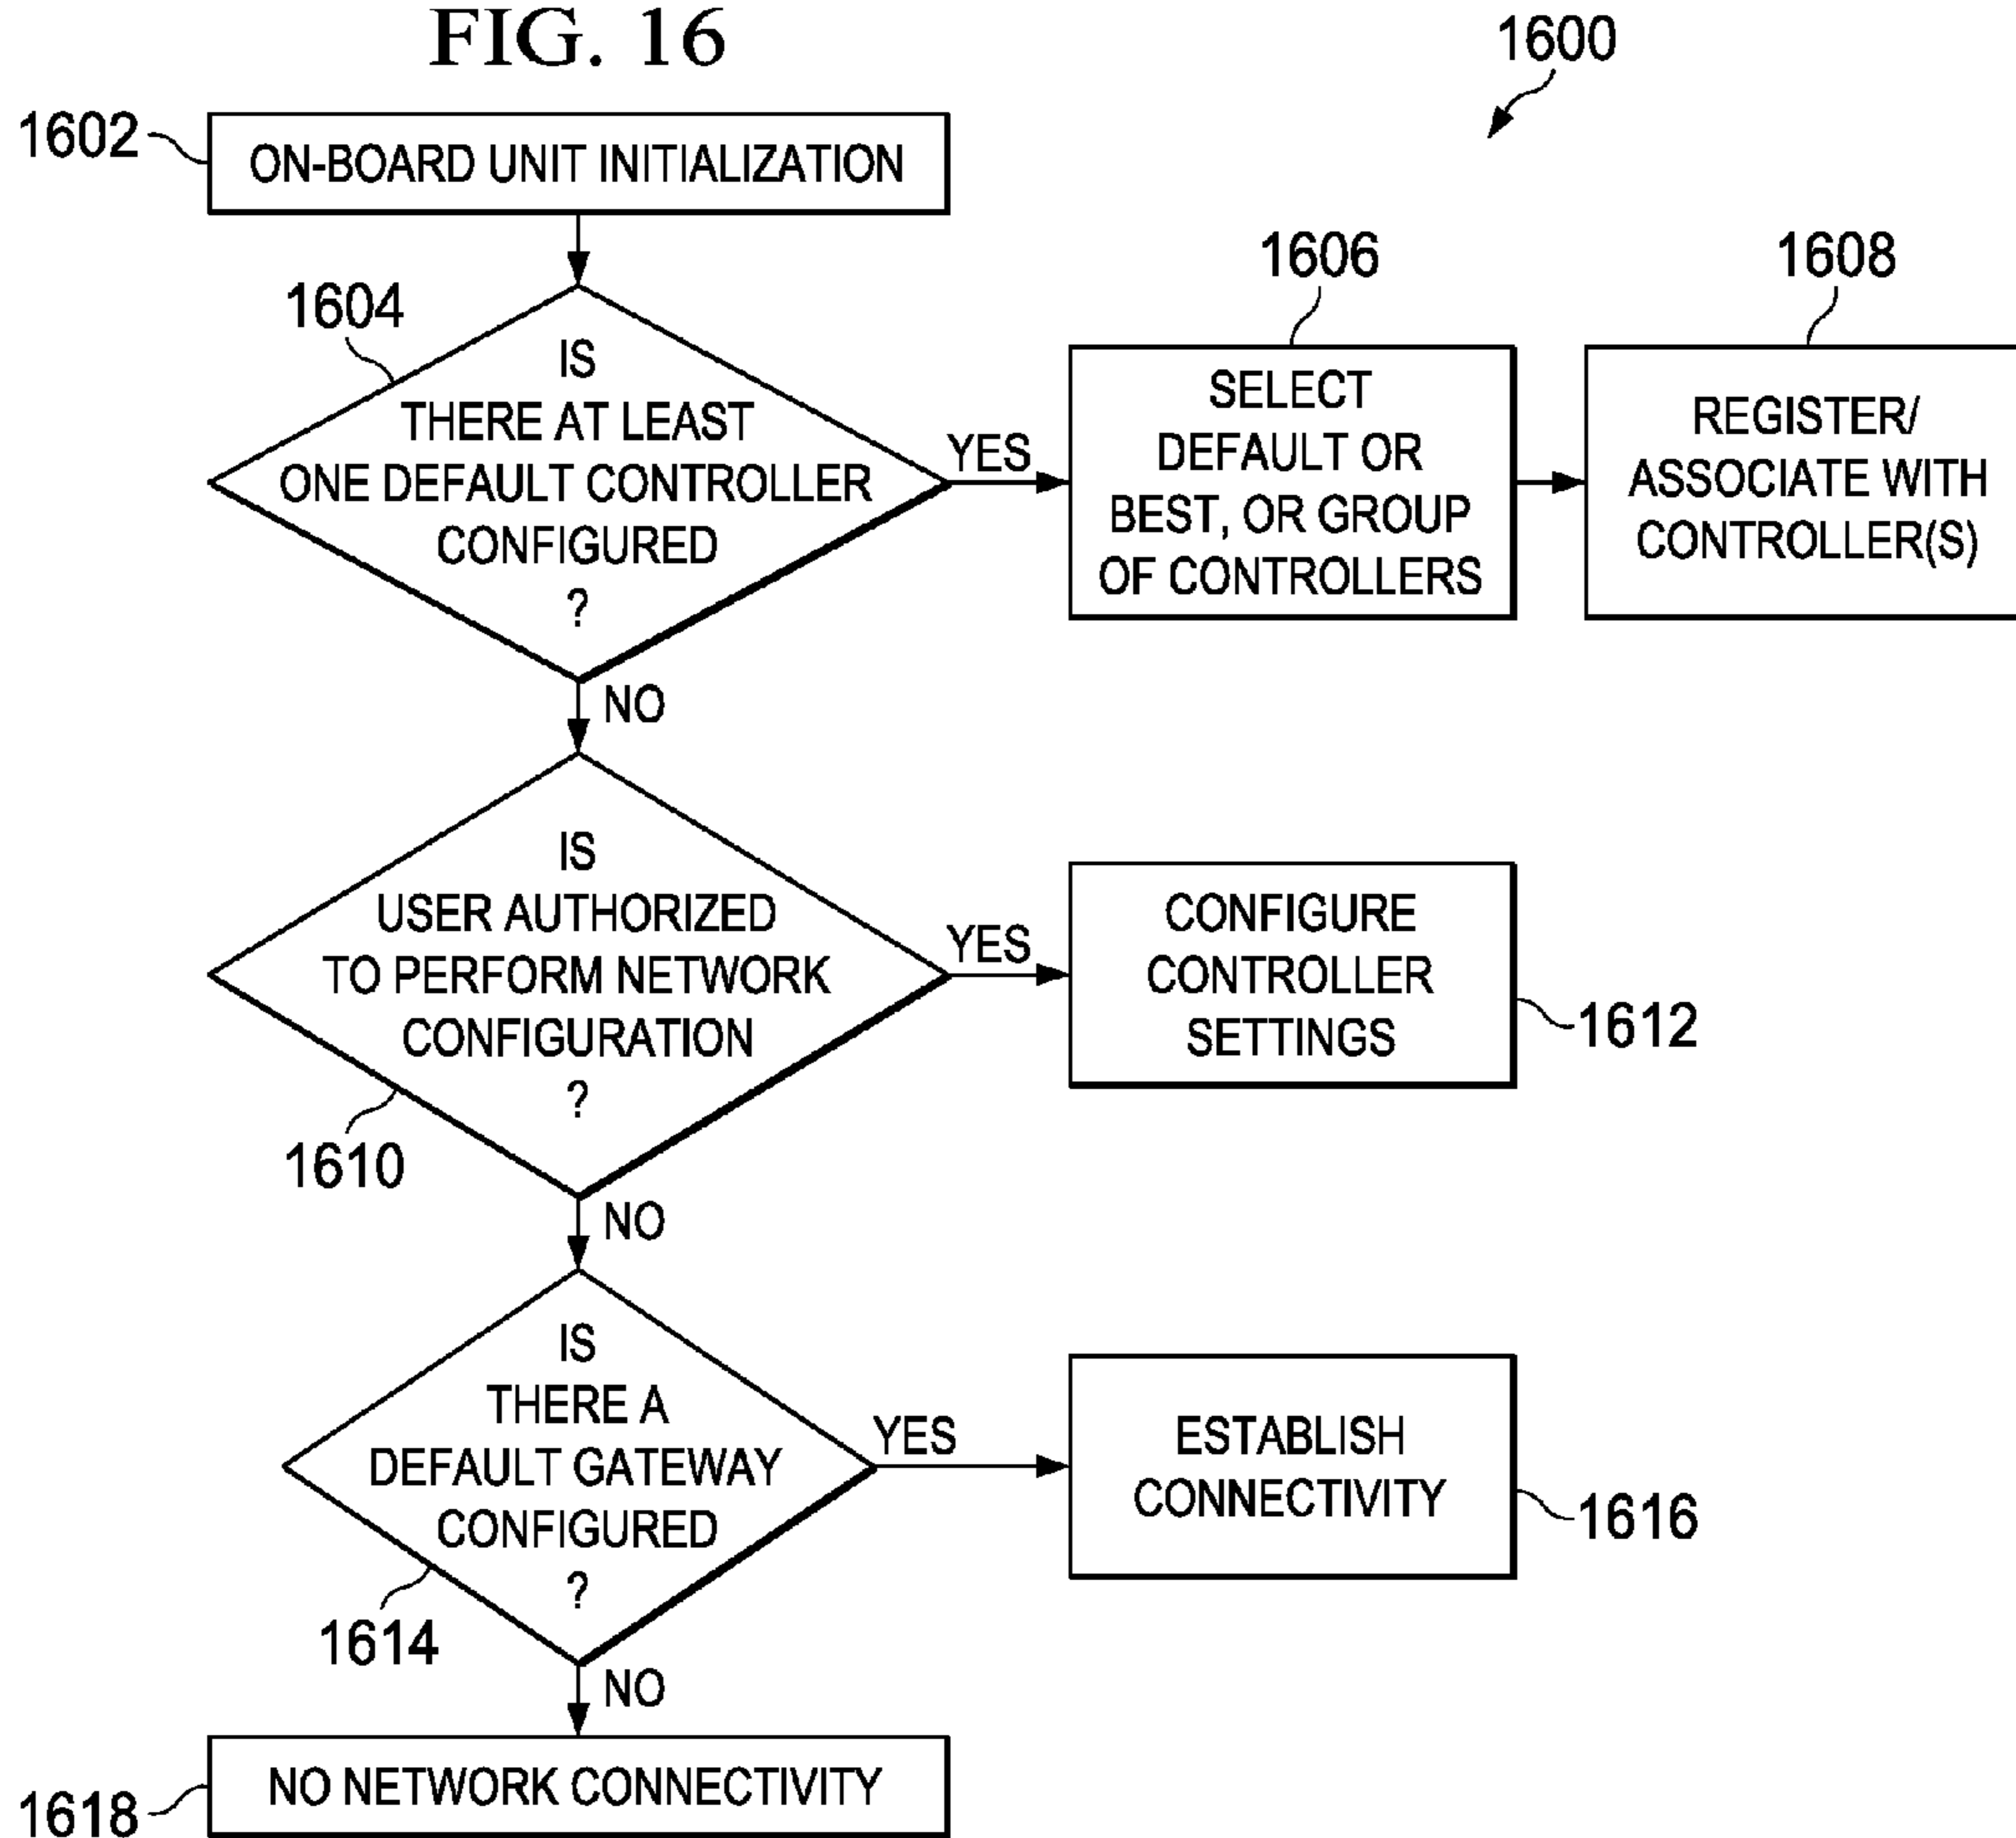 FIG. 16
1600
1602
ON-BOARD UNIT INITIALIZATION
1604
IS
THERE AT LEAST
ONE DEFAULT CONTROLLER
CONFIGURED
?
YES
1606
SELECT
DEFAULT OR
BEST, OR GROUP
OF CONTROLLERS
1608
REGISTER/
ASSOCIATE WITH
CONTROLLER(S)
NO
IS
USER AUTHORIZED
TO PERFORM NETWORK
CONFIGURATION
?
1610
YES
CONFIGURE
CONTROLLER
SETTINGS
1612
NO
IS
THERE A
DEFAULT GATEWAY
CONFIGURED
?
1614
YES
ESTABLISH
CONNECTIVITY
1616
NO
NO NETWORK CONNECTIVITY
1618